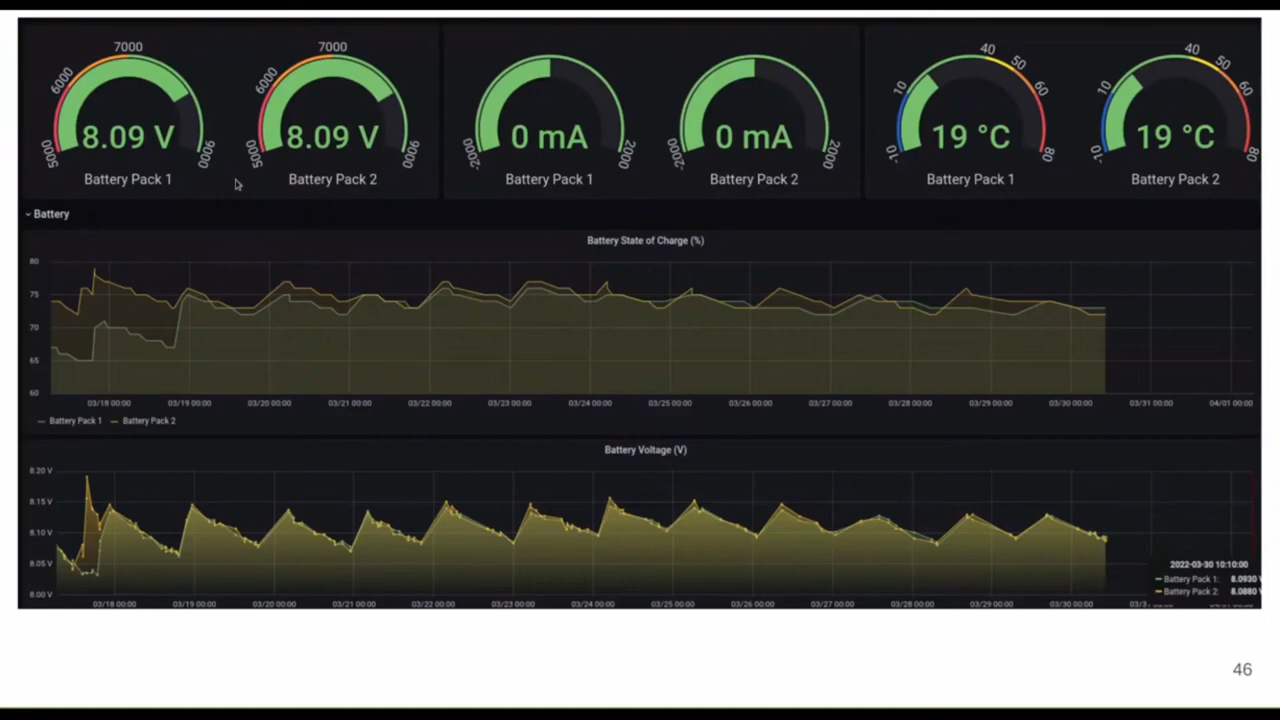 7000 7000 40 40
6000 6000 50 50
10 60 10 60
8.09 V 8.09 V 0 mA 0 mA 19 °C 19 °C
5000 9000 5000 9000 -2000 2000 -2000 2000 -10 80 -10 80
Battery Pack 1 Battery Pack 2 Battery Pack 1 Battery Pack 2 Battery Pack 1 Battery Pack 2
Battery
Battery State of Charge (%)
80
75
70
65
60
03/18 00:00 03/19 00:00 03/20 00:00 03/21 00:00 03/22 00:00 03/23 00:00 03/24 00:00 03/25 00:00 03/26 00:00 03/27 00:00 03/28 00:00 03/29 00:00 03/30 00:00 03/31 00:00 04/01 00:00
Battery Pack 1 Battery Pack 2
Battery Voltage (V)
8.20 V
8.15 V
8.10 V
8.05 V
2022-03-30 10:10:00
Battery Pack 1: 8.0930 V
Battery Pack 2: 8.0880 V
8.00 V
03/18 00:00 03/19 00:00 03/20 00:00 03/21 00:00 03/22 00:00 03/23 00:00 03/24 00:00 03/25 00:00 03/26 00:00 03/27 00:00 03/28 00:00 03/29 00:00 03/30 00:00
46